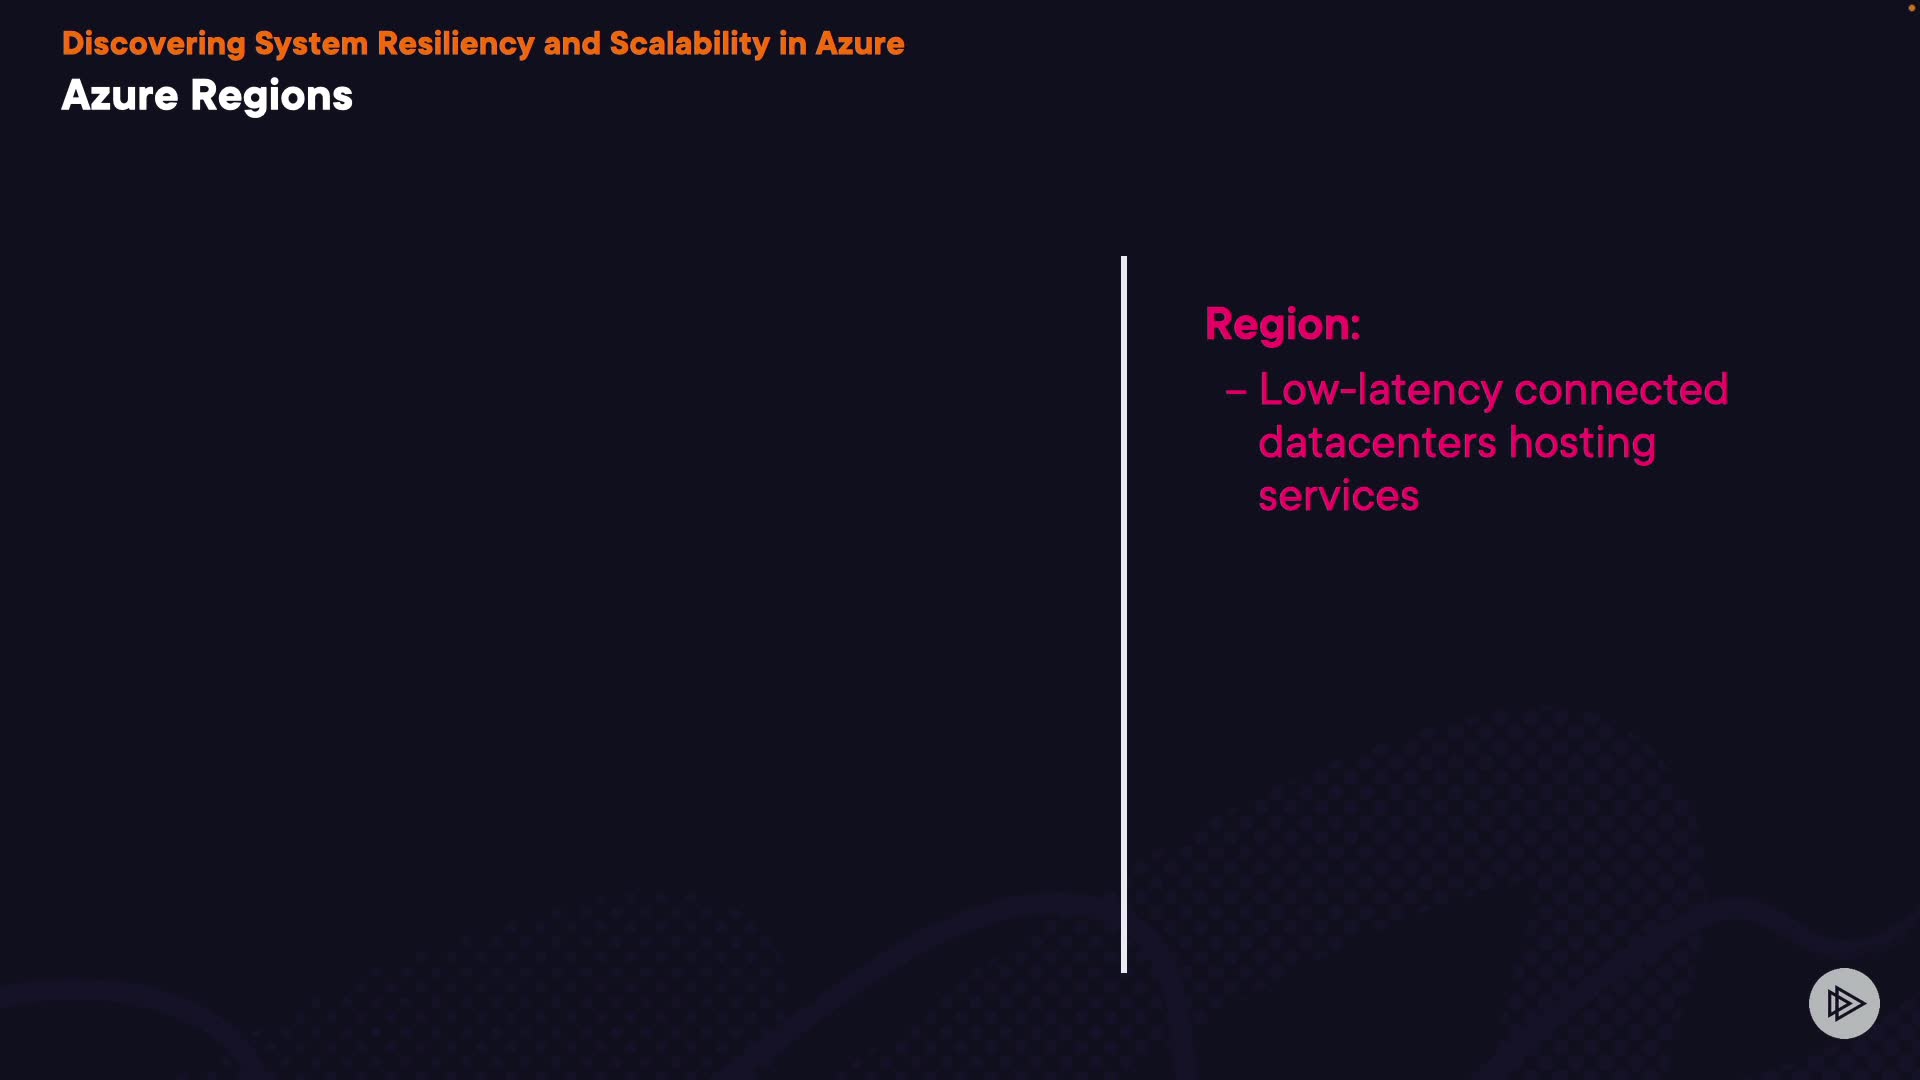 Discovering System Resiliency and Scalability in Azure
Azure Regions
Region:
– Low-latency connected
datacenters hosting
services